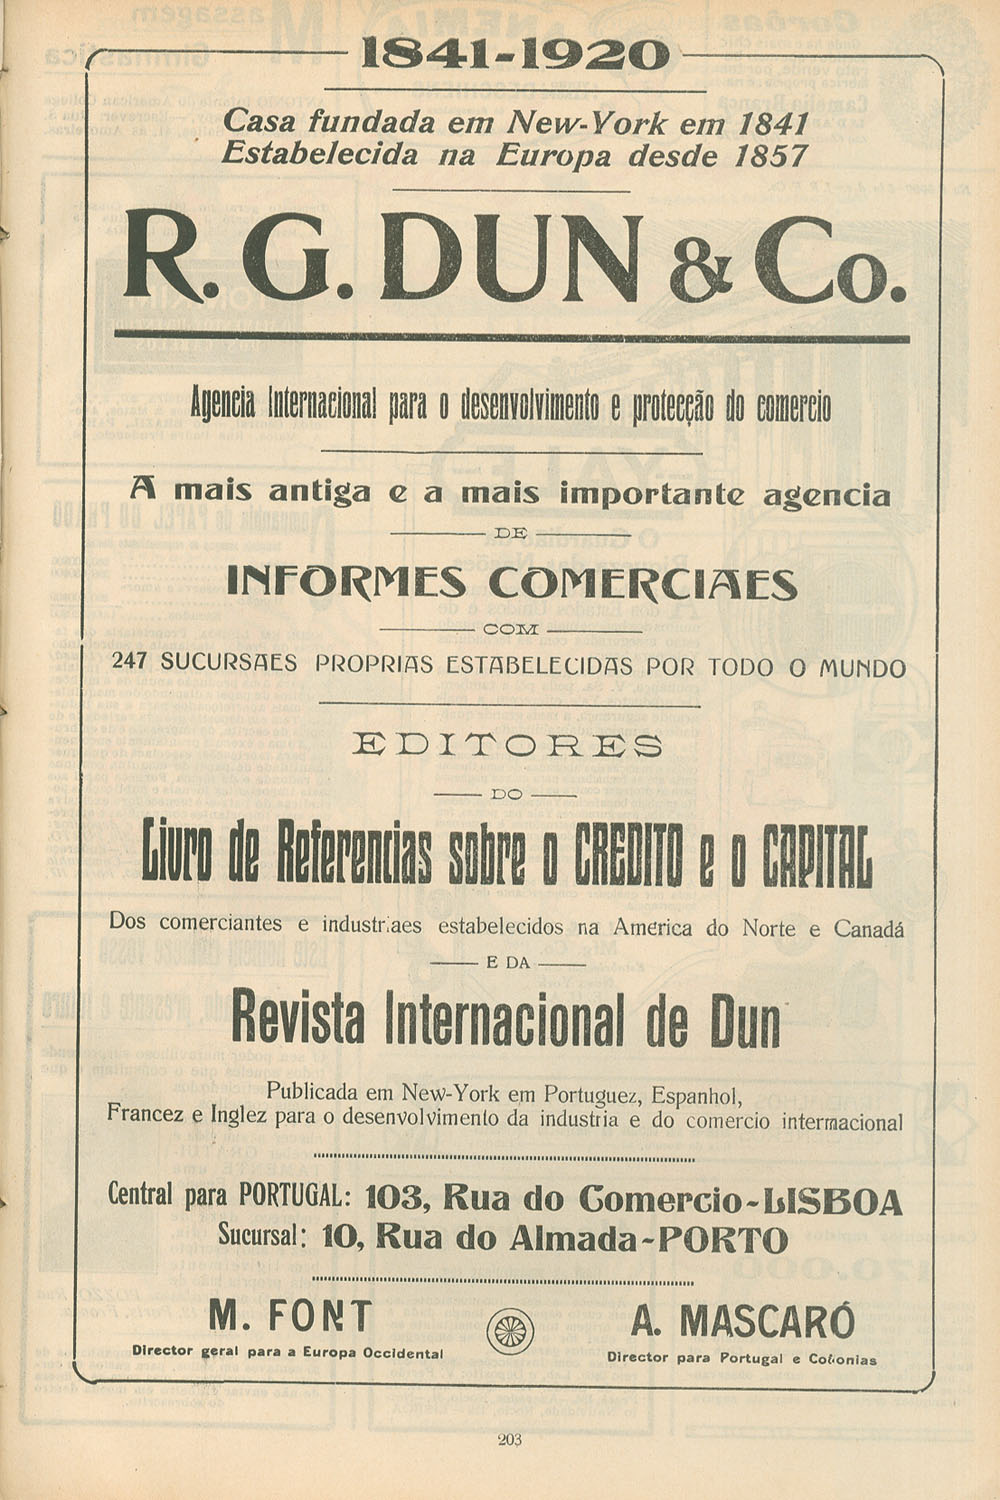 1841-1920
Casa fundada em New-York em 1841
Estabelecida na Europa desde 1857
R. G. DUN & Co.
Agencia Internacional para o desenvolvimento e protecção do comercio
A mais antiga e a mais importante agencia
DE
INFORMES COMERCIAES
COM
247 SUCURSAES PROPRIAS ESTABELECIDAS POR TODO O MUNDO
EDITORES
DO
Livro de Referencias sobre o CREDITO e o CAPITAL
Dos comerciantes e industriaes estabelecidos na America do Norte e Canadá
E DA
Revista Internacional de Dun
Publicada em New-York em Portuguez, Espanhol,
Francez e Inglez para o desenvolvimento da industria e do comercio internacional
Central para PORTUGAL: 103, Rua do Comercio-LISBOA
Sucursal: 10, Rua do Almada-PORTO
M. FONT
Director geral para a Europa Occidental
A. MASCARÓ
Director para Portugal e Colonias
203